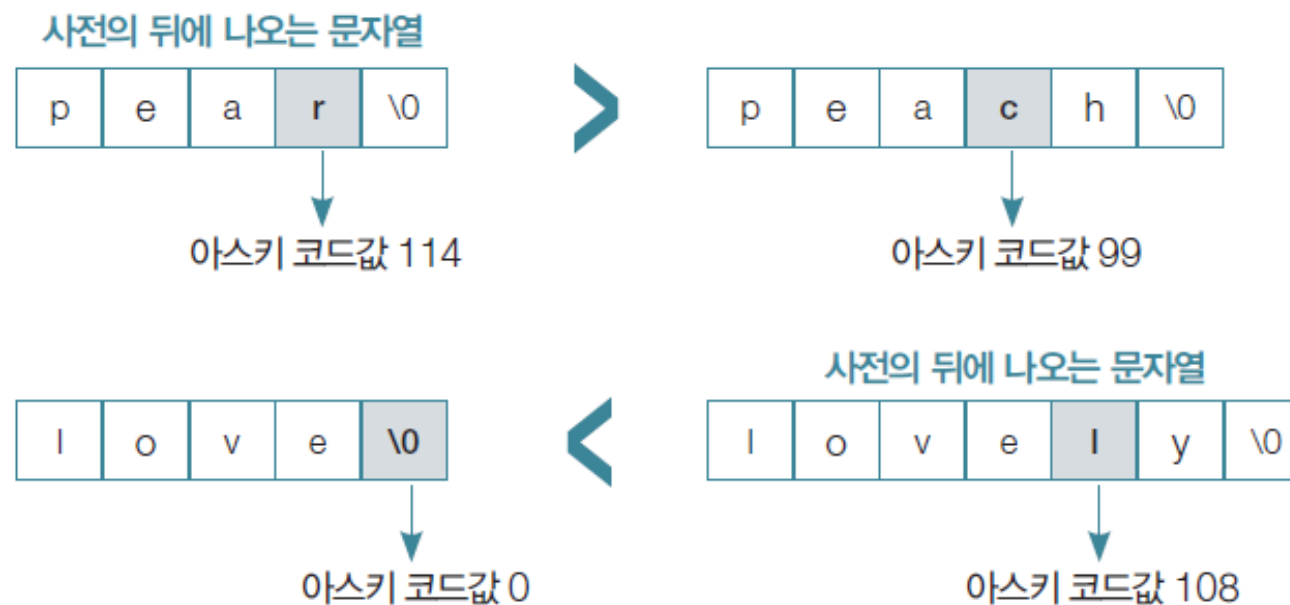 사전의 뒤에 나오는 문자열
p e a r \0 > p e a c h \0
아스키 코드값 114 아스키 코드값 99
사전의 뒤에 나오는 문자열
l o v e \0 < l o v e l y \0
아스키 코드값 0 아스키 코드값 108